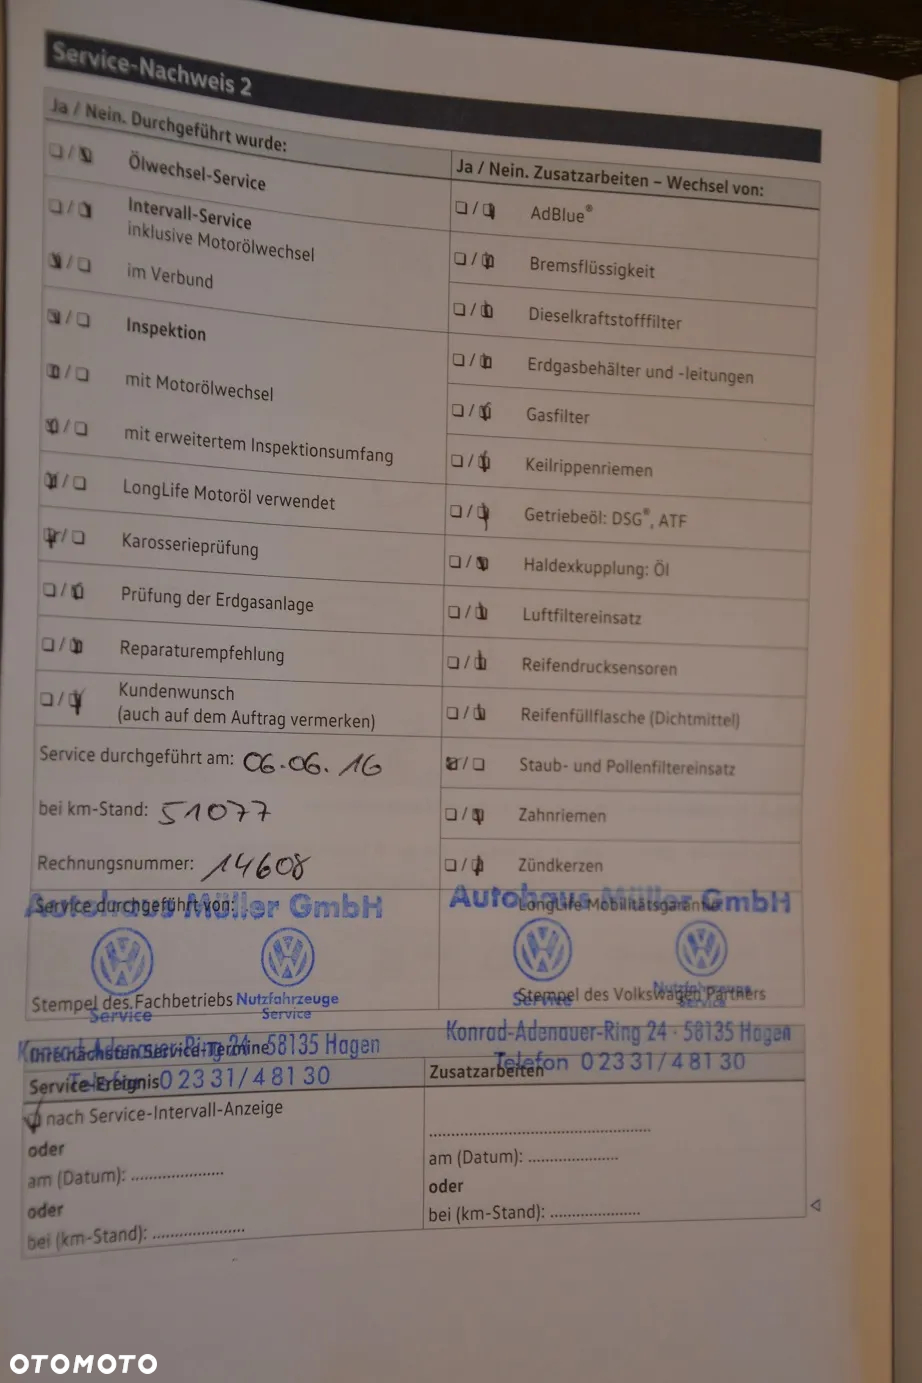 Service-Nachweis 2
Ja / Nein. Durchgeführt wurde:
Ölwechsel-Service
Intervall-Service
inklusive Motorölwechsel
im Verbund
Inspektion
mit Motorölwechsel
mit erweitertem Inspektionsumfang
LongLife Motoröl verwendet
Karosserieprüfung
Prüfung der Erdgasanlage
Reparaturempfehlung
Kundenwunsch
(auch auf dem Auftrag vermerken)
Service durchgeführt am: 06.06.16
bei km-Stand: 51077
Rechnungsnummer: 14608
Ja / Nein. Zusatzarbeiten – Wechsel von:
AdBlue®
Bremsflüssigkeit
Dieselkraftstofffilter
Erdgasbehälter und -leitungen
Gasfilter
Keilrippenriemen
Getriebeöl: DSG®, ATF
Haldexkupplung: Öl
Luftfiltereinsatz
Reifendrucksensoren
Reifenfüllflasche (Dichtmittel)
Staub- und Pollenfiltereinsatz
Zahnriemen
Zündkerzen
Service durchgeführt von:
Autohaus Müller GmbH
Stempel des Fachbetriebs
Nutzfahrzeuge
Service
Service
Konrad-Adenauer-Ring 24 · 58135 Hagen
Telefon 0 23 31 / 4 81 30
LongLife Mobilitätsgarantie
Autohaus Müller GmbH
Stempel des Volkswagen Partners
Service
Nutzfahrzeuge
Service
Konrad-Adenauer-Ring 24 · 58135 Hagen
Telefon 0 23 31 / 4 81 30
Ihre nächsten Service-Termine
Service-Ereignis
nach Service-Intervall-Anzeige
oder
am (Datum): .....................
oder
bei (km-Stand): .....................
Zusatzarbeiten
..................................................
am (Datum): .....................
oder
bei (km-Stand): .....................
OTOMOTO